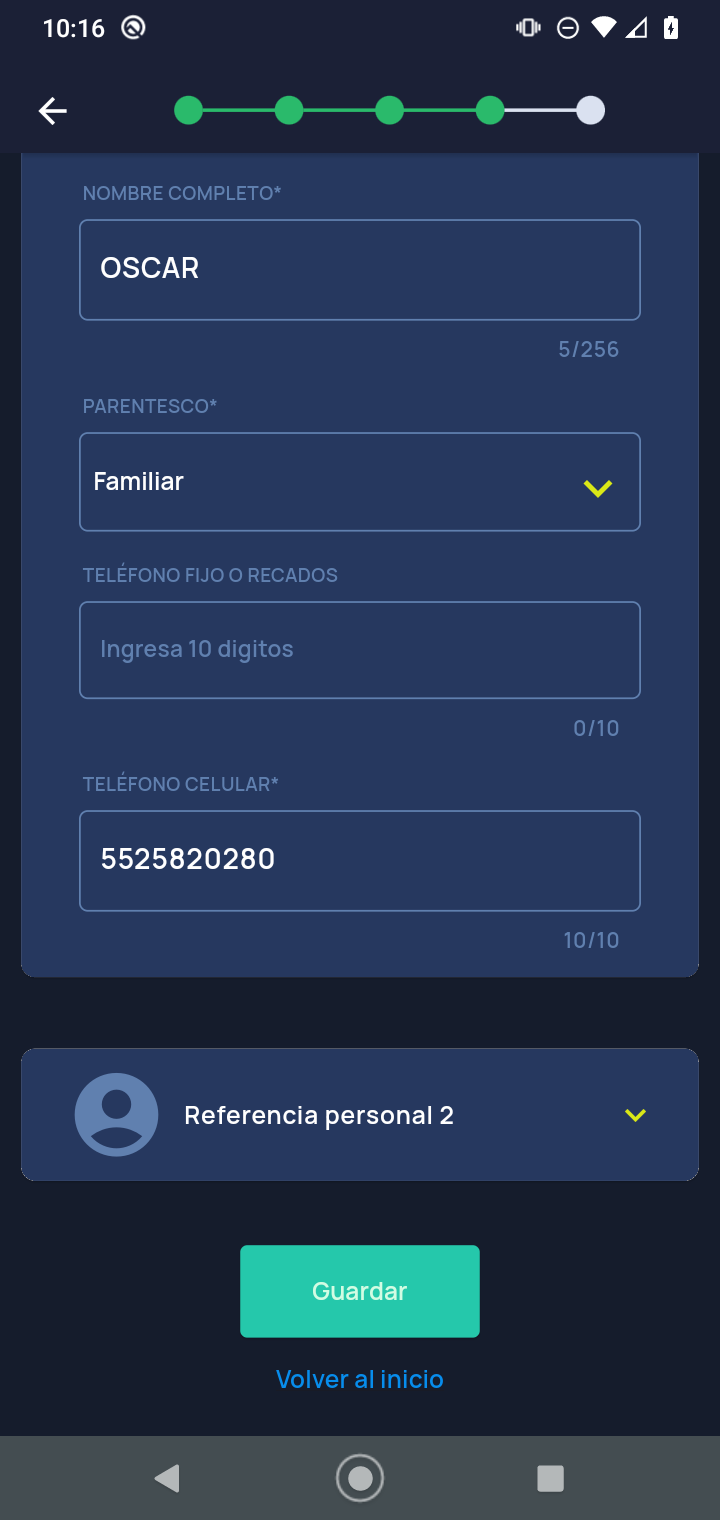 10:16
NOMBRE COMPLETO*
OSCAR
5/256
PARENTESCO*
Familiar
TELÉFONO FIJO O RECADOS
Ingresa 10 digitos
0/10
TELÉFONO CELULAR*
5525820280
10/10
Referencia personal 2
Guardar
Volver al inicio